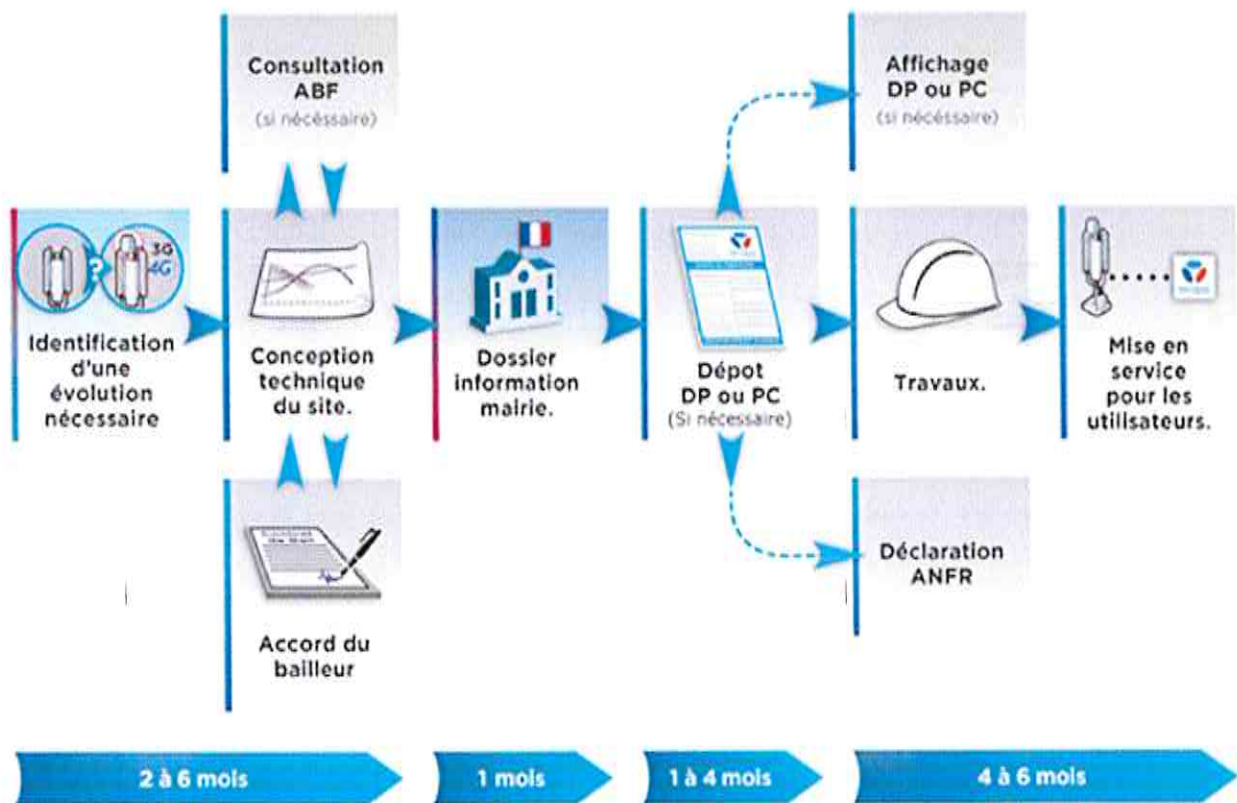 Consultation
ABF
(si nécéssaire)
Affichage
DP ou PC
(si nécéssaire)
3G
4G
?
Identification
d'une
évolution
nécessaire
Conception
technique
du site.
Dossier
information
mairie.
Dépot
DP ou PC
(Si nécessaire)
Travaux.
Mise en
service
pour les
utilisateurs.
Accord du
bailleur
Déclaration
ANFR
2 à 6 mois
1 mois
1 à 4 mois
4 à 6 mois